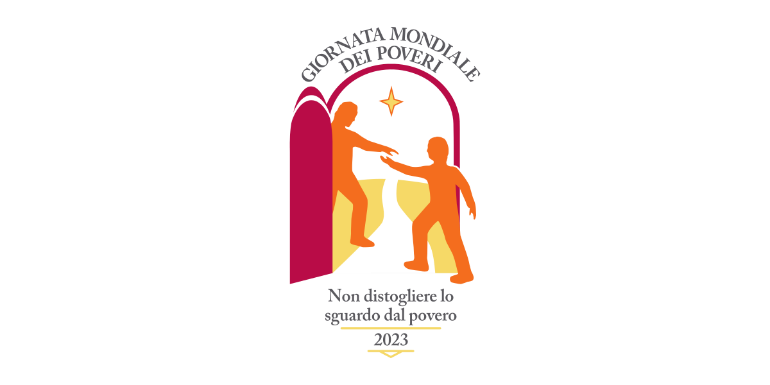 GIORNATA MONDIALE
DEI POVERI
Non distogliere lo
sguardo dal povero
2023